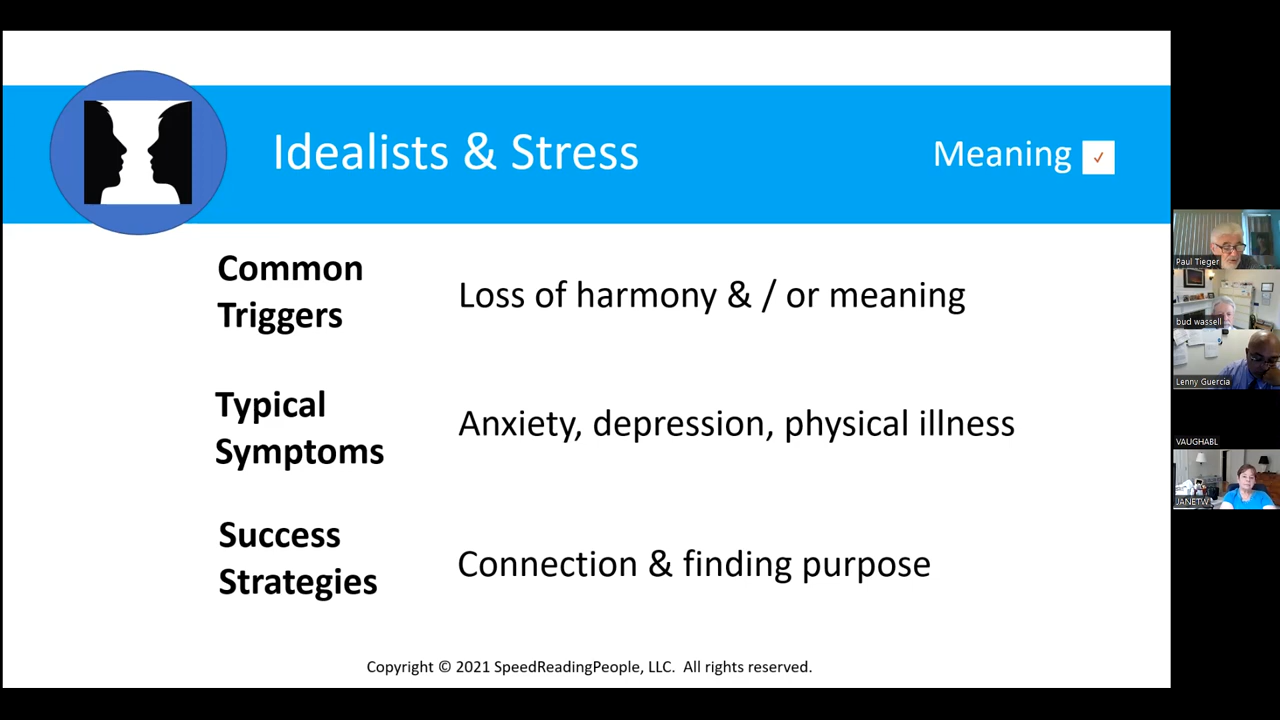 Idealists & Stress
Meaning ✓
Common
Triggers
Loss of harmony & / or meaning
Typical
Symptoms
Anxiety, depression, physical illness
Success
Strategies
Connection & finding purpose
Copyright © 2021 SpeedReadingPeople, LLC. All rights reserved.
Paul Tieger
bud wassell
Lenny Guercia
VAUGHABL
JANETW